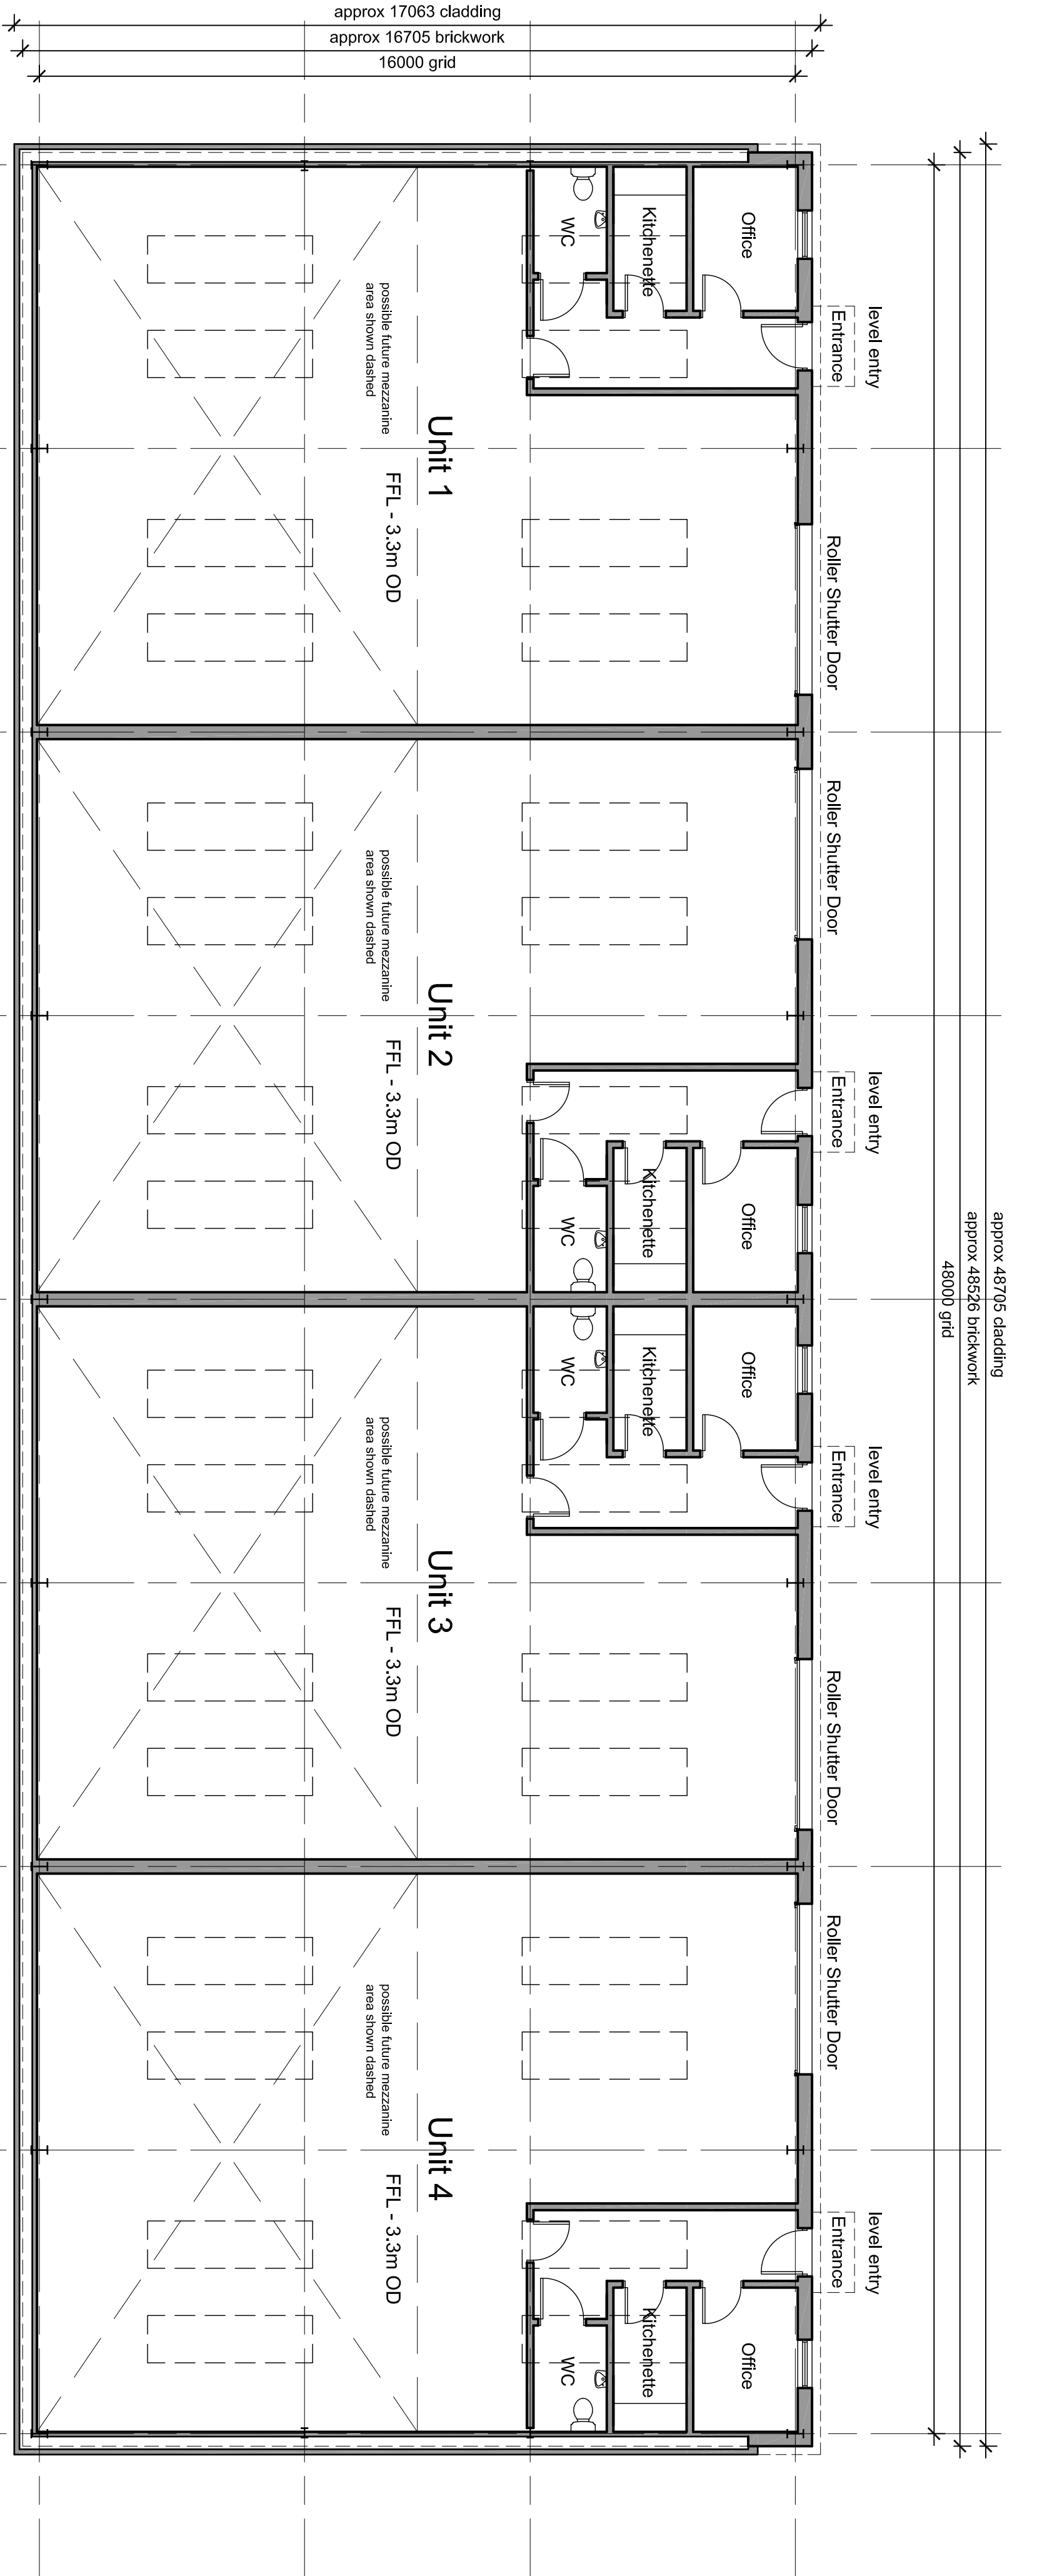 approx 17063 cladding
approx 16705 brickwork
16000 grid
approx 48705 cladding
approx 48526 brickwork
48000 grid
level entry
Entrance
Roller Shutter Door
Office
Kitchenette
WC
Unit 1
FFL - 3.3m OD
possible future mezzanine
area shown dashed
Roller Shutter Door
level entry
Entrance
Office
Kitchenette
WC
Unit 2
FFL - 3.3m OD
possible future mezzanine
area shown dashed
level entry
Entrance
Roller Shutter Door
Office
Kitchenette
WC
Unit 3
FFL - 3.3m OD
possible future mezzanine
area shown dashed
Roller Shutter Door
level entry
Entrance
Office
Kitchenette
WC
Unit 4
FFL - 3.3m OD
possible future mezzanine
area shown dashed